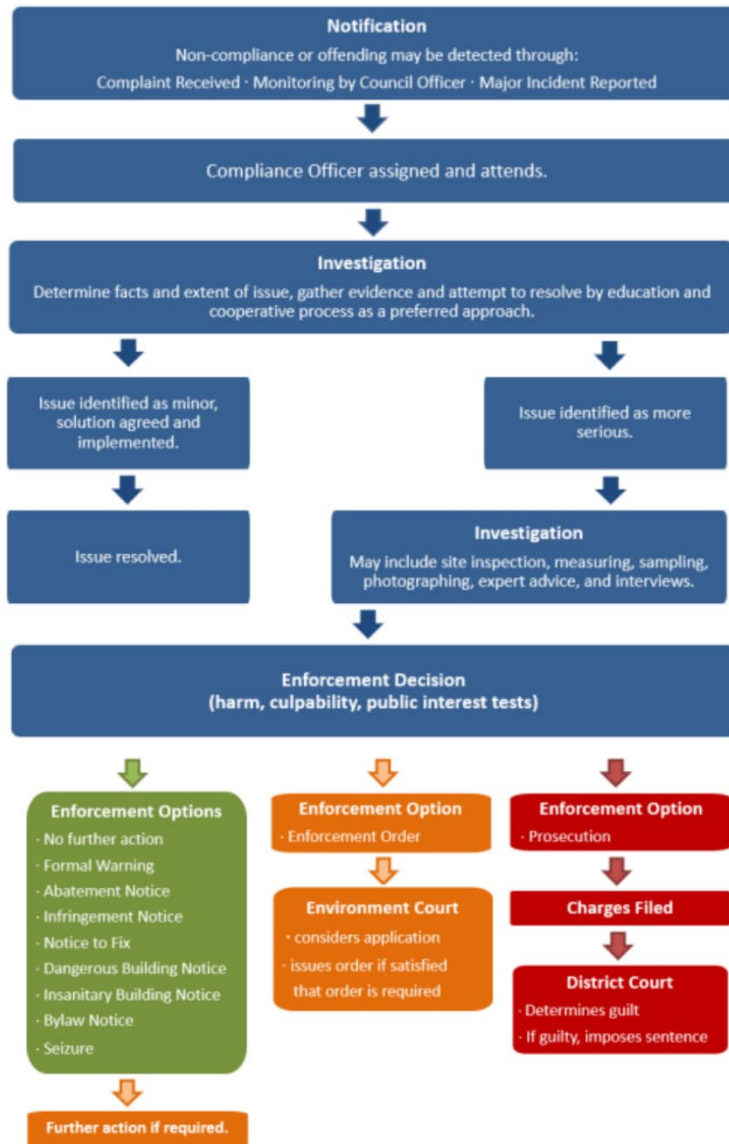 Notification
Non-compliance or offending may be detected through:
Complaint Received · Monitoring by Council Officer · Major Incident Reported
Compliance Officer assigned and attends.
Investigation
Determine facts and extent of issue, gather evidence and attempt to resolve by education and
cooperative process as a preferred approach.
Issue identified as minor,
solution agreed and
implemented.
Issue identified as more
serious.
Issue resolved.
Investigation
May include site inspection, measuring, sampling,
photographing, expert advice, and interviews.
Enforcement Decision
(harm, culpability, public interest tests)
Enforcement Options
· No further action
· Formal Warning
· Abatement Notice
· Infringement Notice
· Notice to Fix
· Dangerous Building Notice
· Insanitary Building Notice
· Bylaw Notice
· Seizure
Further action if required.
Enforcement Option
· Enforcement Order
Environment Court
· considers application
· issues order if satisfied
that order is required
Enforcement Option
· Prosecution
Charges Filed
District Court
· Determines guilt
· If guilty, imposes sentence